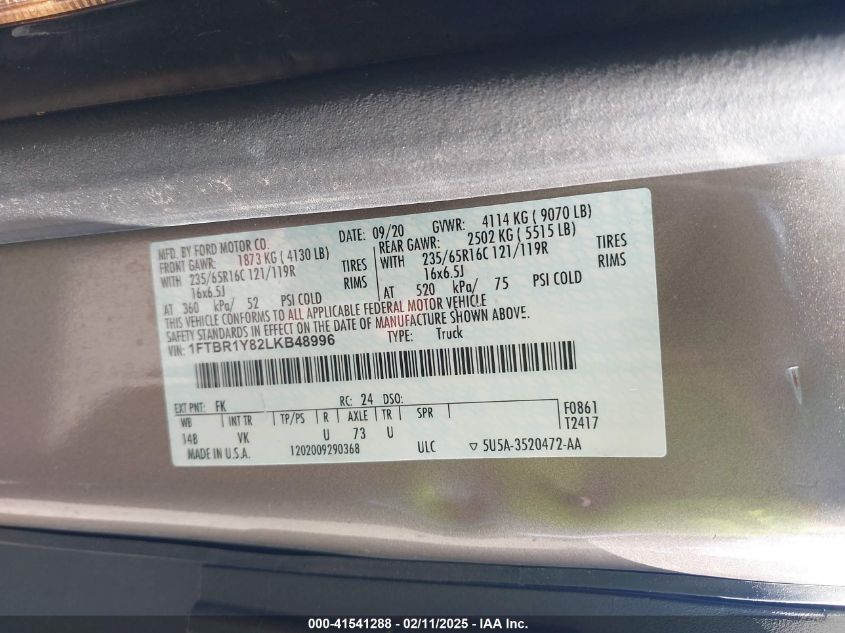 MFD. BY FORD MOTOR CO.
DATE: 09/20 GVWR: 4114 KG ( 9070 LB)
FRONT GAWR: 1873 KG ( 4130 LB)
REAR GAWR: 2502 KG ( 5515 LB)
WITH 235/65R16C 121/119R TIRES
WITH 235/65R16C 121/119R TIRES
16x6.5J RIMS
16x6.5J RIMS
AT 360 kPa/ 52 PSI COLD
AT 520 kPa/ 75 PSI COLD
THIS VEHICLE CONFORMS TO ALL APPLICABLE FEDERAL MOTOR VEHICLE
SAFETY STANDARDS IN EFFECT ON THE DATE OF MANUFACTURE SHOWN ABOVE.
VIN: 1FTBR1Y82LKB48996 TYPE: Truck
EXT PNT: FK RC: 24 DSO:
WB INT TR TP/PS R AXLE TR SPR F0861
14B VK U 73 U T2417
MADE IN U.S.A. 1202009290368 ULC ▽ 5U5A-3520472-AA
000-41541288 - 02/11/2025 - IAA Inc.